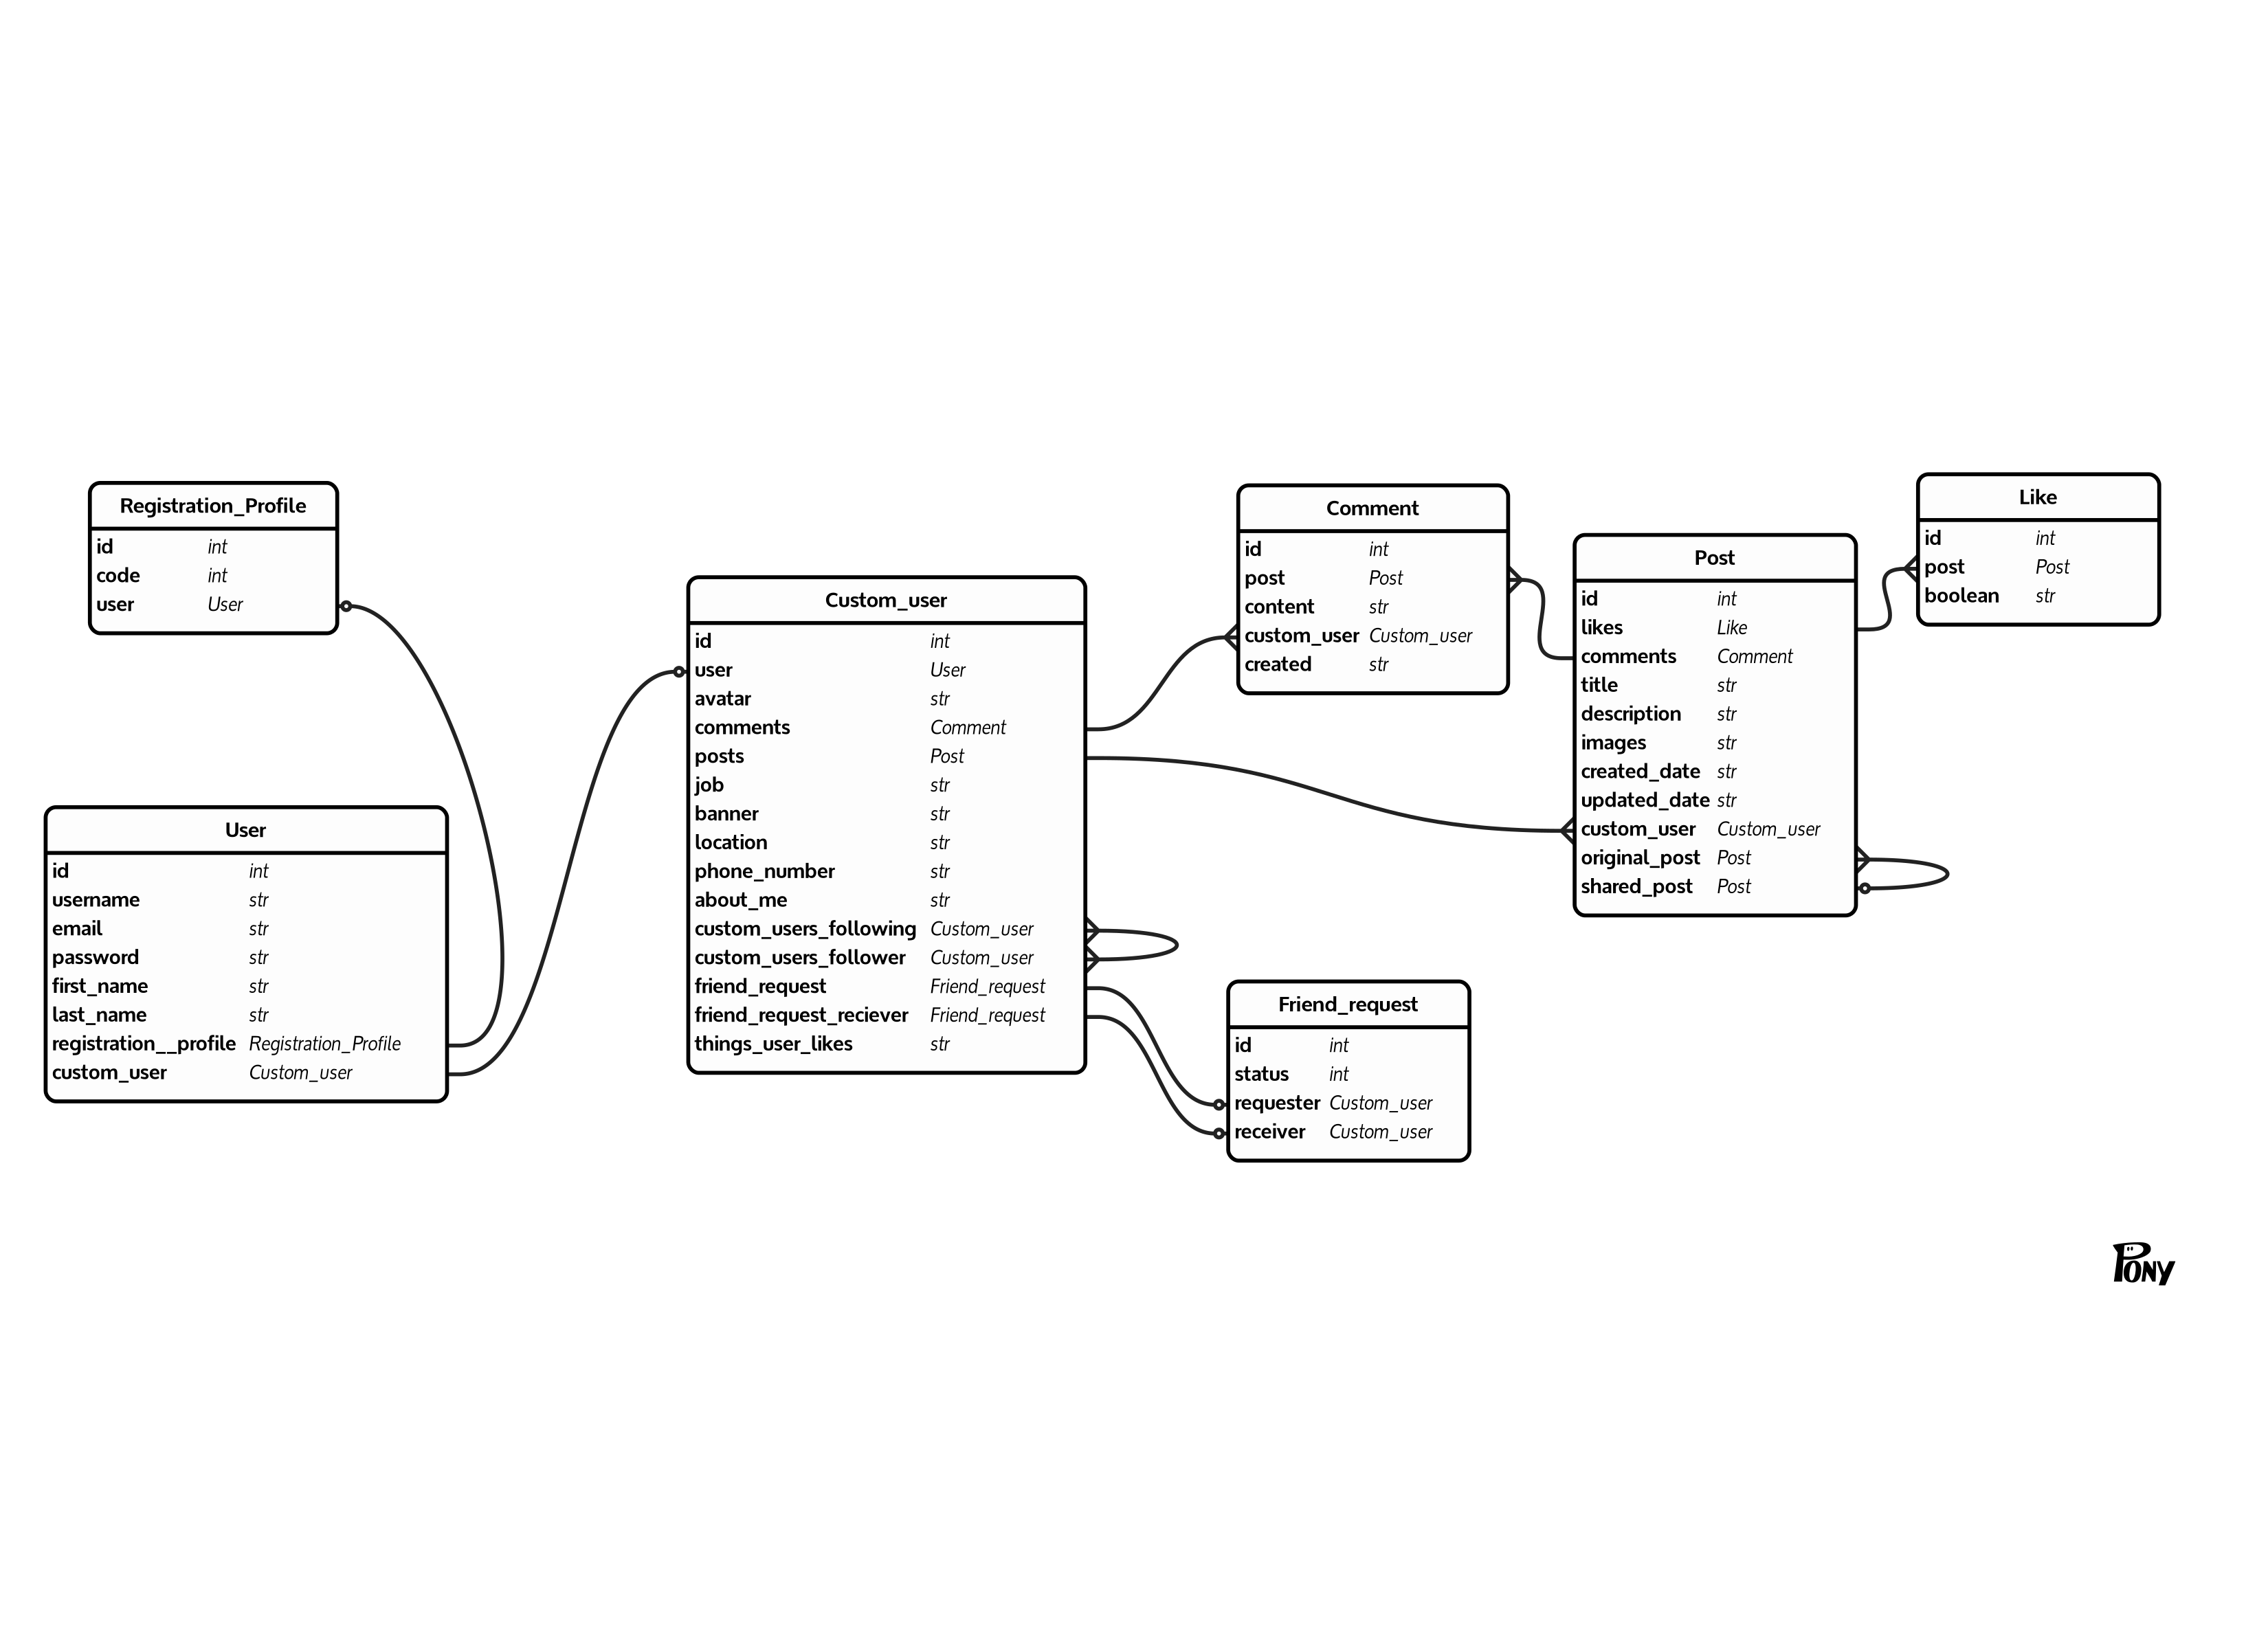 Registration_Profile
id int
code int
user User
User
id int
username str
email str
password str
first_name str
last_name str
registration__profile Registration_Profile
custom_user Custom_user
Custom_user
id int
user User
avatar str
comments Comment
posts Post
job str
banner str
location str
phone_number str
about_me str
custom_users_following Custom_user
custom_users_follower Custom_user
friend_request Friend_request
friend_request_reciever Friend_request
things_user_likes str
Comment
id int
post Post
content str
custom_user Custom_user
created str
Friend_request
id int
status int
requester Custom_user
receiver Custom_user
Post
id int
likes Like
comments Comment
title str
description str
images str
created_date str
updated_date str
custom_user Custom_user
original_post Post
shared_post Post
Like
id int
post Post
boolean str
PONY